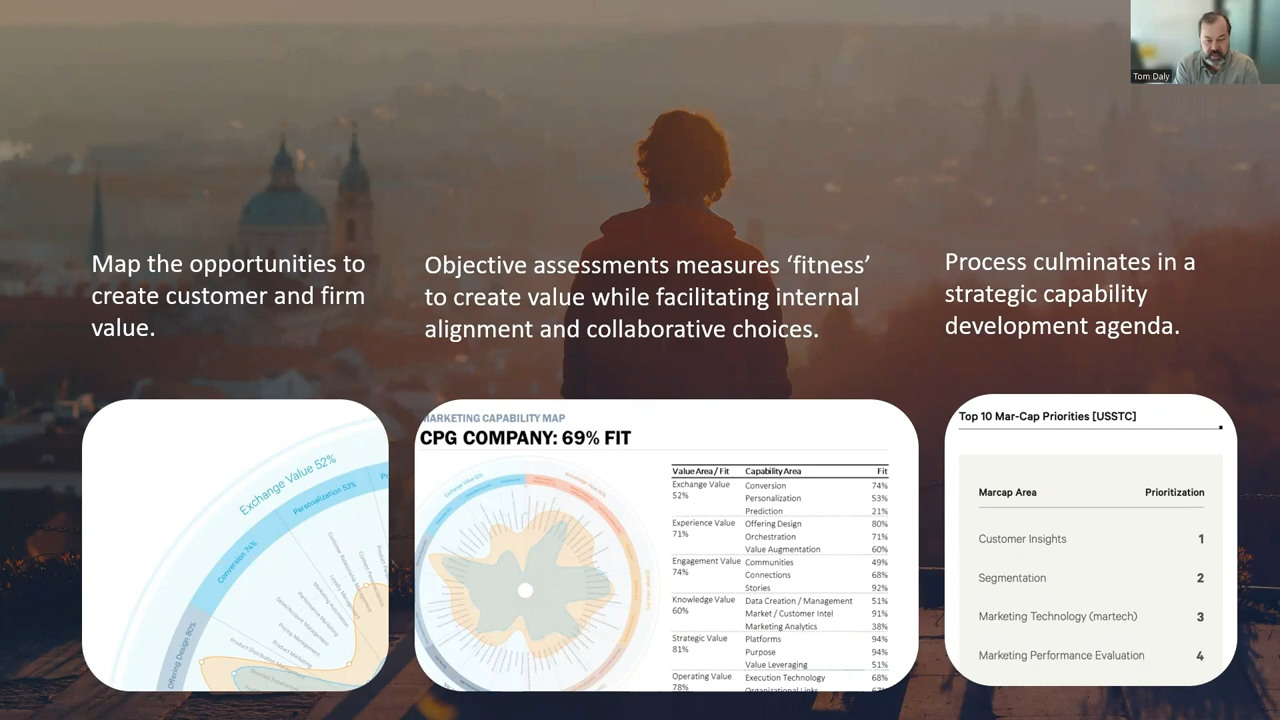 Tom Daly
Map the opportunities to
create customer and firm
value.
Objective assessments measures ‘fitness’
to create value while facilitating internal
alignment and collaborative choices.
Process culminates in a
strategic capability
development agenda.
Exchange Value 52%
Personalization 53%
Conversion 74%
Offering Design 80%
MARKETING CAPABILITY MAP
CPG COMPANY: 69% FIT
Value Area / Fit Capability Area Fit
Exchange Value Conversion 74%
52% Personalization 53%
Prediction 21%
Experience Value Offering Design 80%
71% Orchestration 71%
Value Augmentation 60%
Engagement Value Communities 49%
74% Connections 68%
Stories 92%
Knowledge Value Data Creation / Management 51%
60% Market / Customer Intel 91%
Marketing Analytics 38%
Strategic Value Platforms 94%
81% Purpose 94%
Value Leveraging 51%
Operating Value Execution Technology 68%
78% Organizational Links 67%
Top 10 Mar-Cap Priorities [USSTC]
Marcap Area Prioritization
Customer Insights 1
Segmentation 2
Marketing Technology (martech) 3
Marketing Performance Evaluation 4